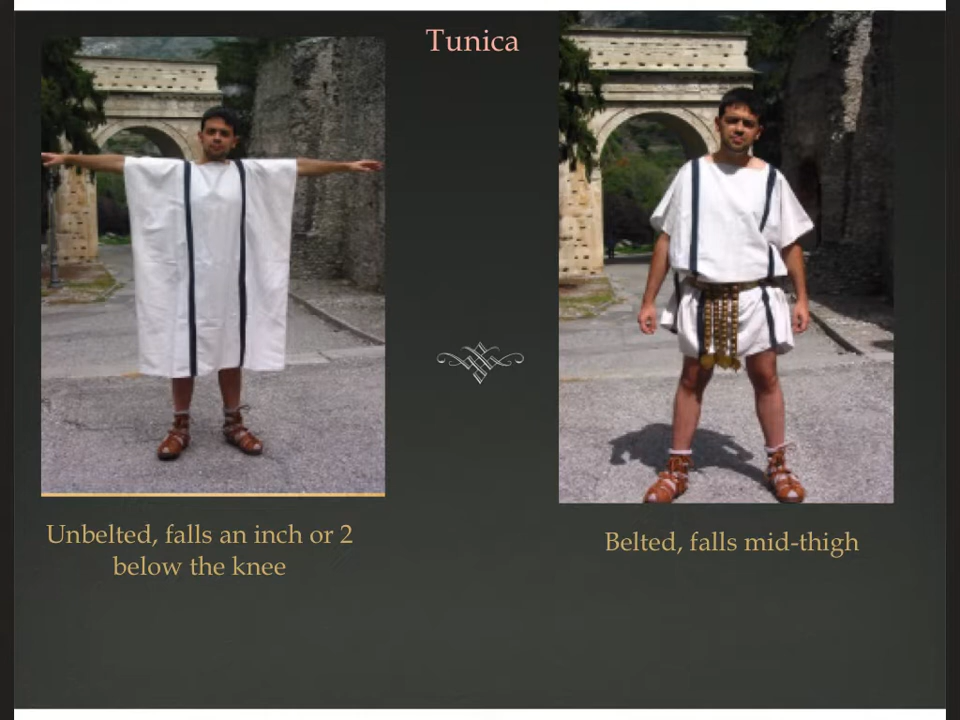 Tunica
Unbelted, falls an inch or 2
below the knee
Belted, falls mid-thigh